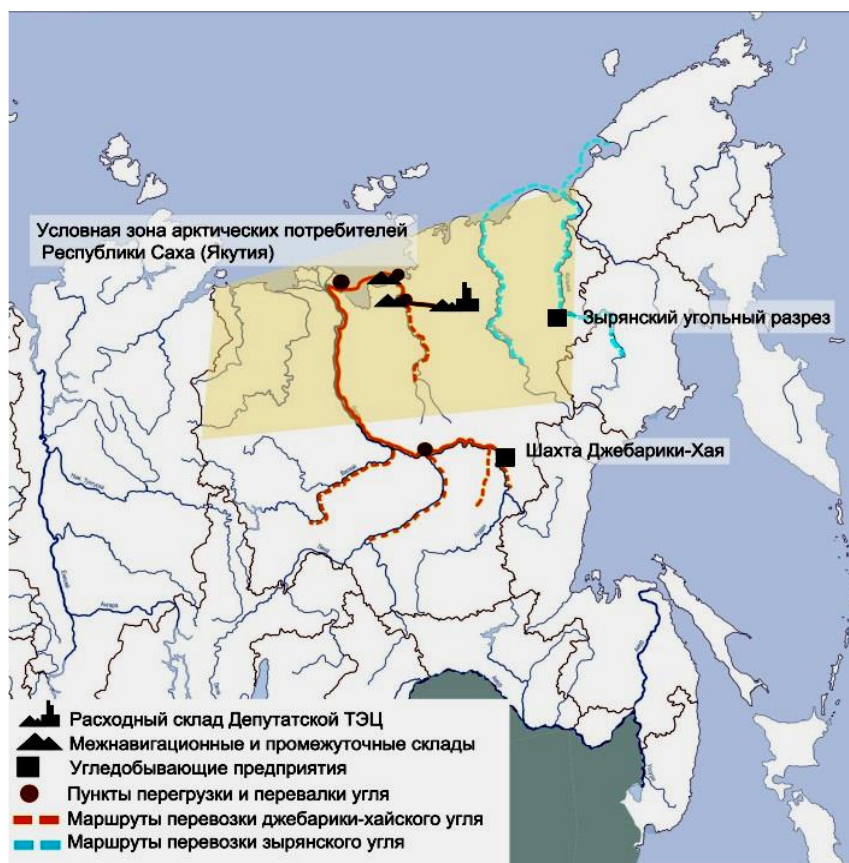 Условная зона арктических потребителей
Республики Саха (Якутия)
Зырянский угольный разрез
Шахта Джебарики-Хая
Ангара
Расходный склад Депутатской ТЭЦ
Межнавигационные и промежуточные склады
Угледобывающие предприятия
Пункты перегрузки и перевалки угля
Маршруты перевозки джебарики-хайского угля
Маршруты перевозки зырянского угля